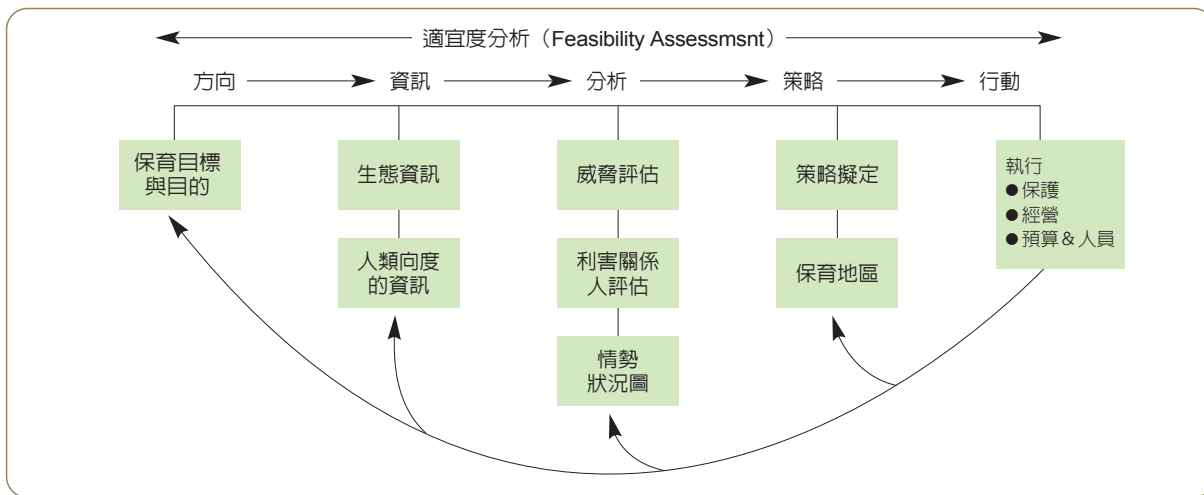 適宜度分析（Feasibility Assessmsnt）
方向
資訊
分析
策略
行動
保育目標
與目的
生態資訊
人類向度
的資訊
威脅評估
利害關係
人評估
情勢
狀況圖
策略擬定
保育地區
執行
●保護
●經營
●預算＆人員